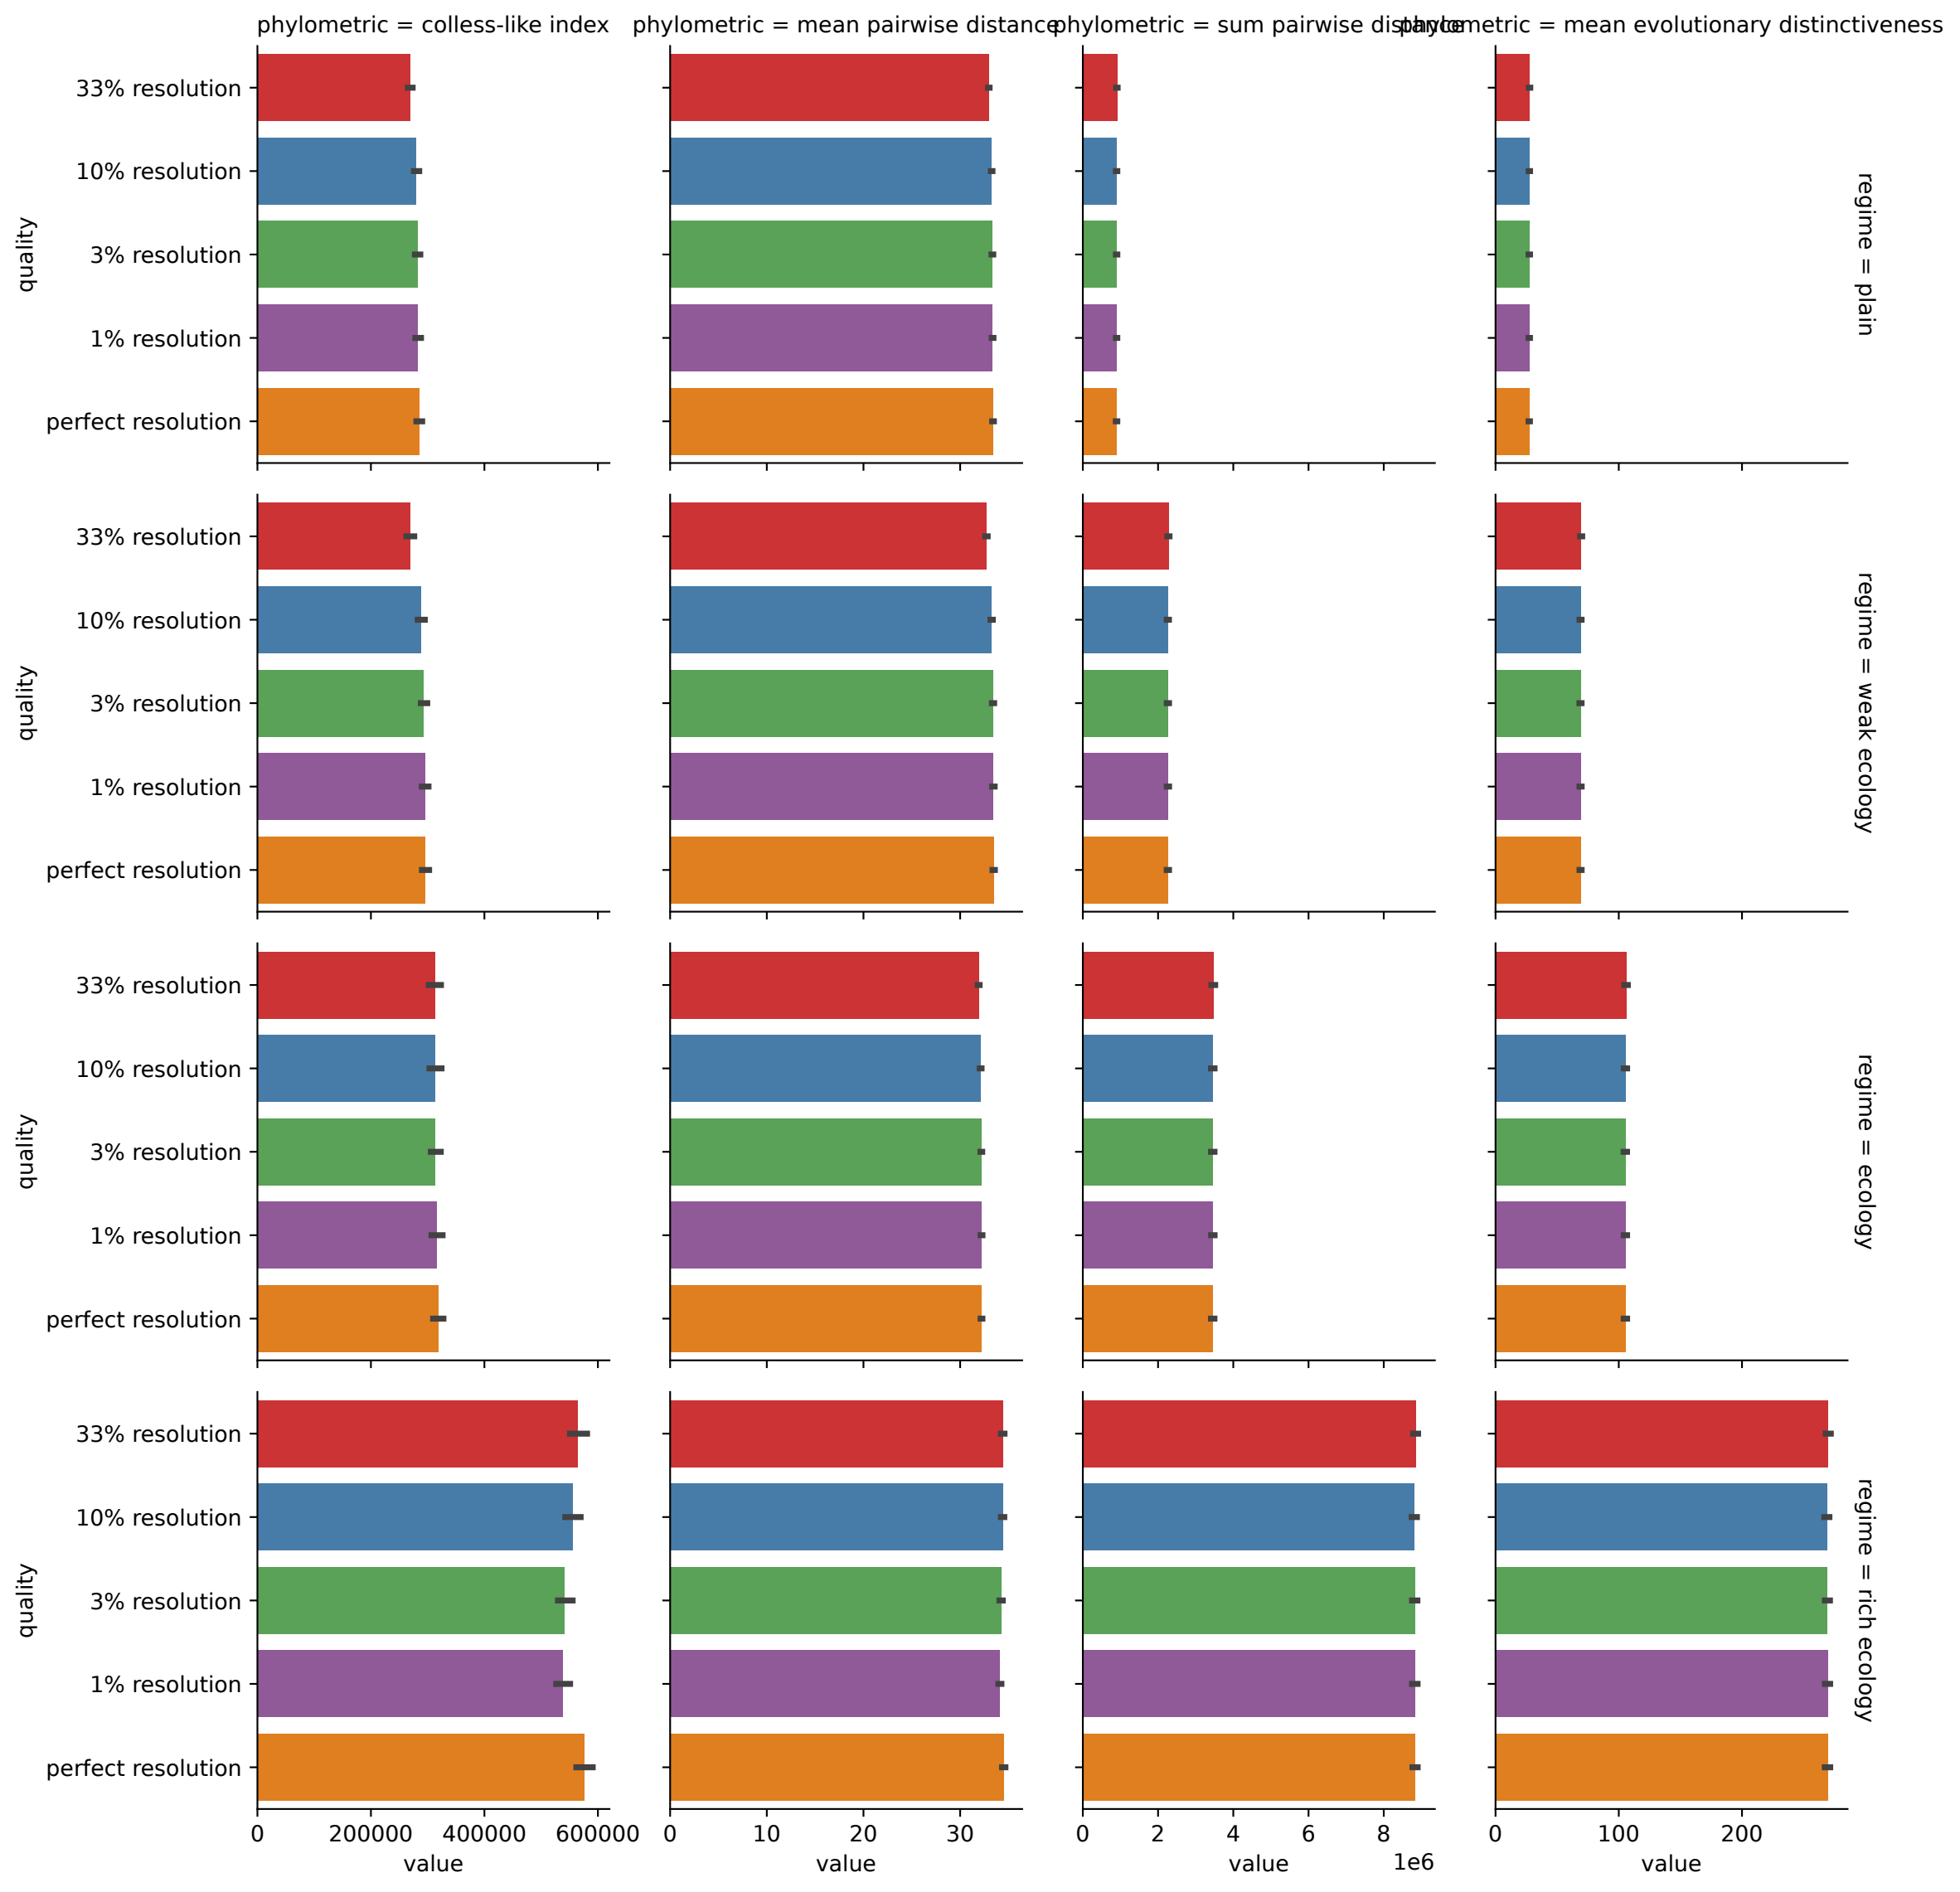 phylometric = colless-like index
phylometric = mean pairwise distance
phylometric = sum pairwise distance
phylometric = mean evolutionary distinctiveness
quality
33% resolution
10% resolution
3% resolution
1% resolution
perfect resolution
regime = plain
quality
33% resolution
10% resolution
3% resolution
1% resolution
perfect resolution
regime = weak ecology
quality
33% resolution
10% resolution
3% resolution
1% resolution
perfect resolution
regime = ecology
quality
33% resolution
10% resolution
3% resolution
1% resolution
perfect resolution
regime = rich ecology
0 200000 400000 600000
value
0 10 20 30
value
0 2 4 6 8
1e6
value
0 100 200
value